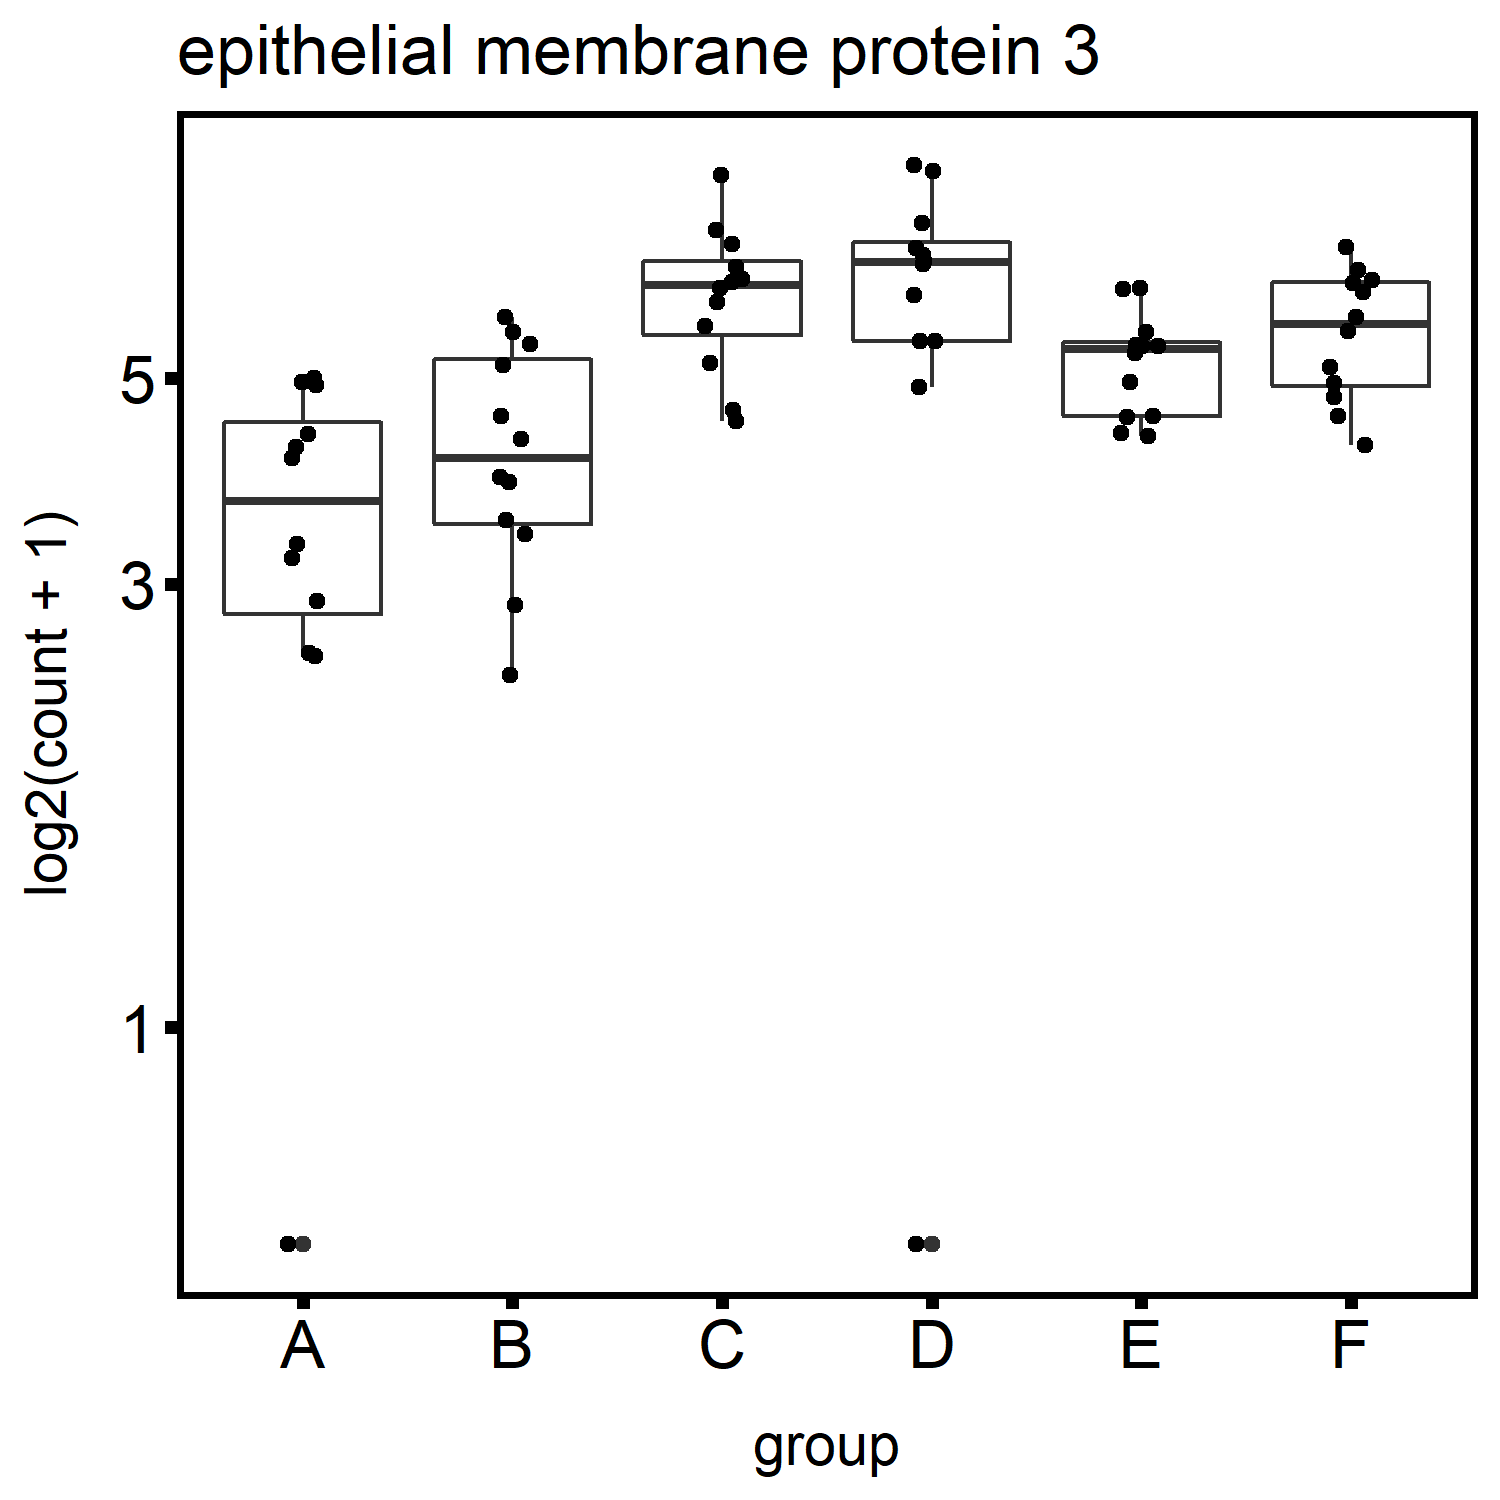 epithelial membrane protein 3
log2(count + 1)
5
3
1
A B C D E F
group